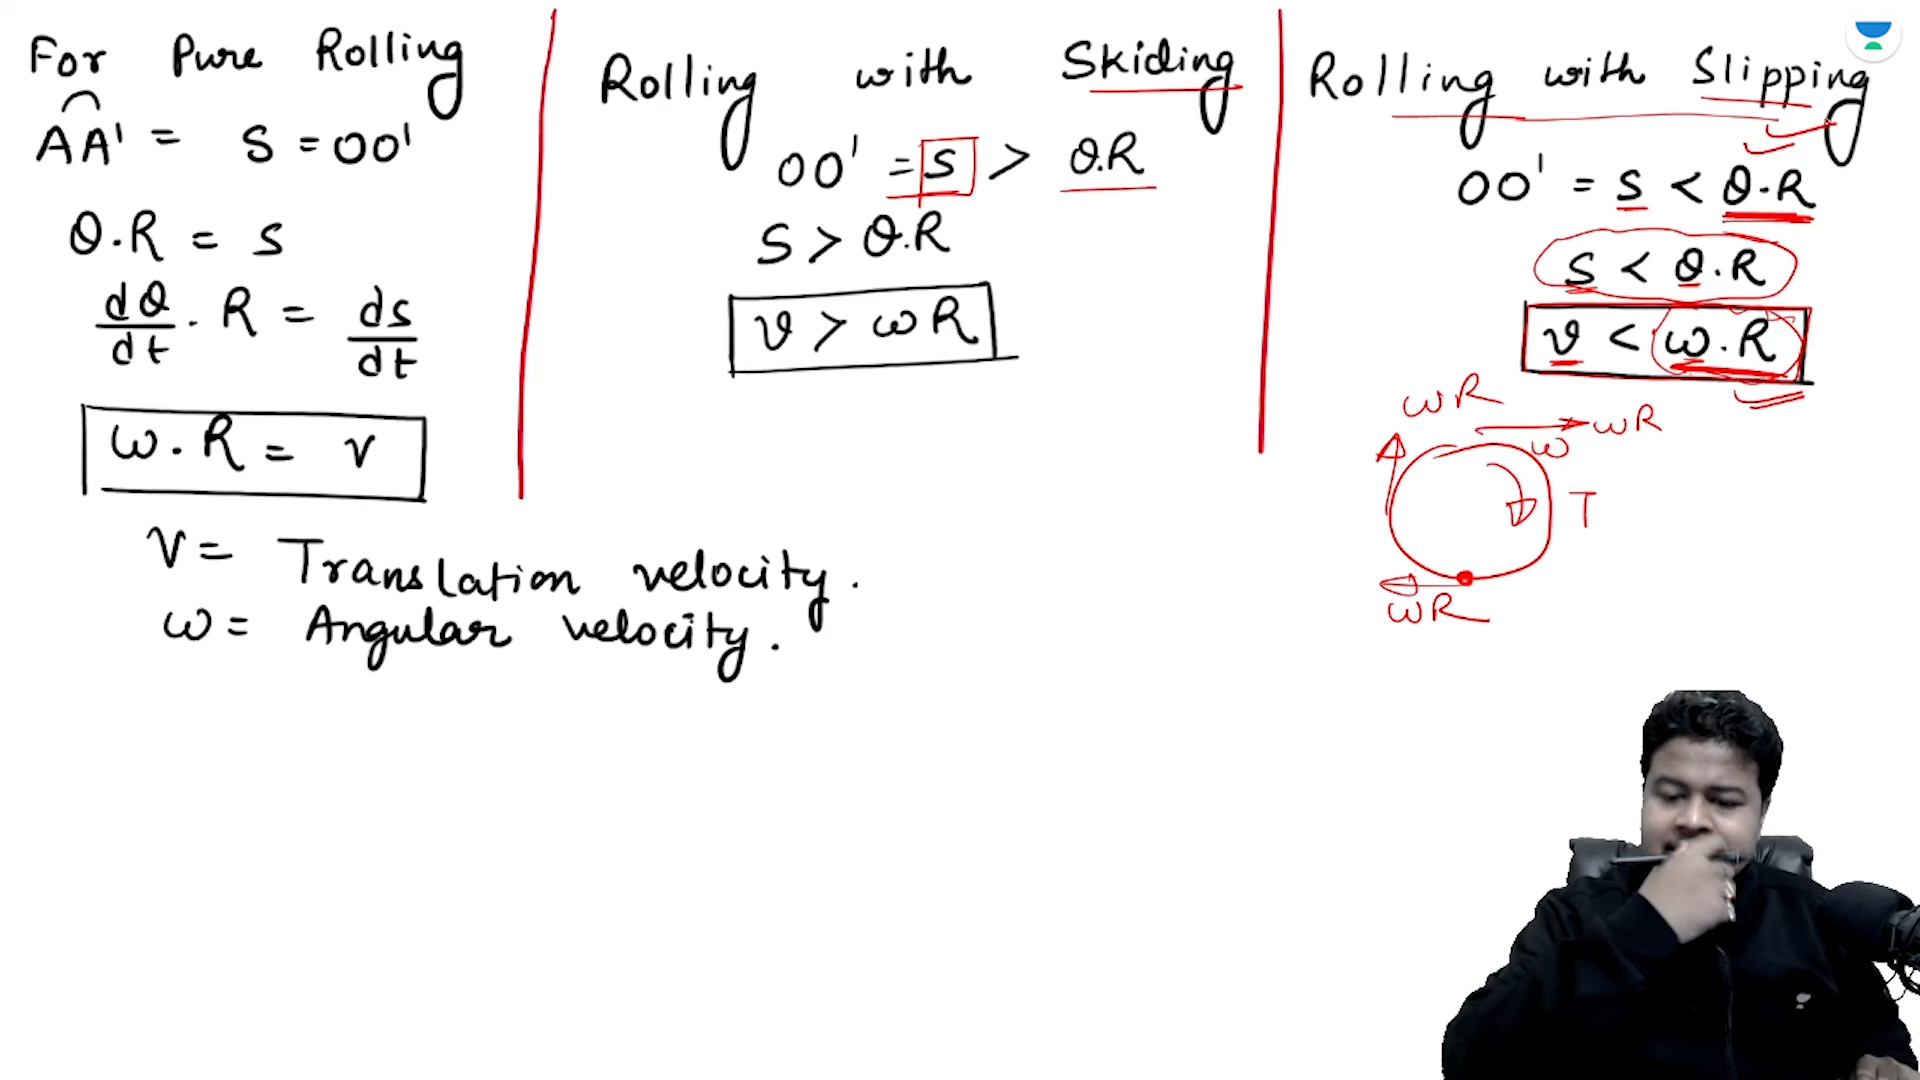 For Pure Rolling
AA' = S = OO'
θ.R = S
dθ/dt . R = ds/dt
ω . R = v
v = Translation velocity.
ω = Angular velocity.
Rolling with Skiding
OO' = S > θ.R
S > θ.R
v > ωR
Rolling with Slipping
OO' = S < θ.R
S < θ.R
v < ω.R
ωR
ωR
ω
T
ωR